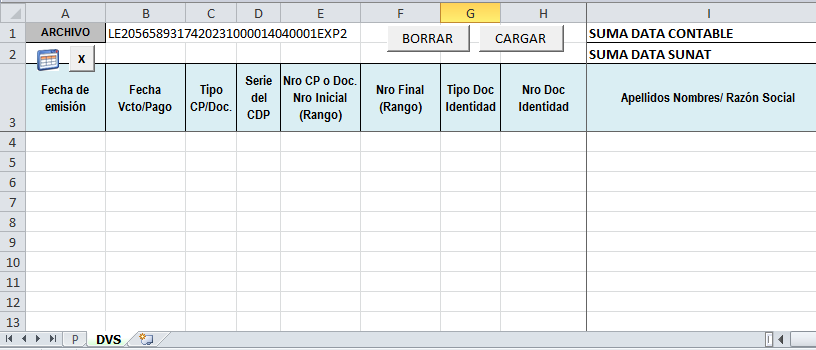 A B C D E F G H I
1 ARCHIVO LE2056589317420231000014040001EXP2 BORRAR CARGAR SUMA DATA CONTABLE
2 x SUMA DATA SUNAT
3 Fecha de emisión Fecha Vcto/Pago Tipo CP/Doc. Serie del CDP Nro CP o Doc. Nro Inicial (Rango) Nro Final (Rango) Tipo Doc Identidad Nro Doc Identidad Apellidos Nombres/ Razón Social
4
5
6
7
8
9
10
11
12
13
P DVS